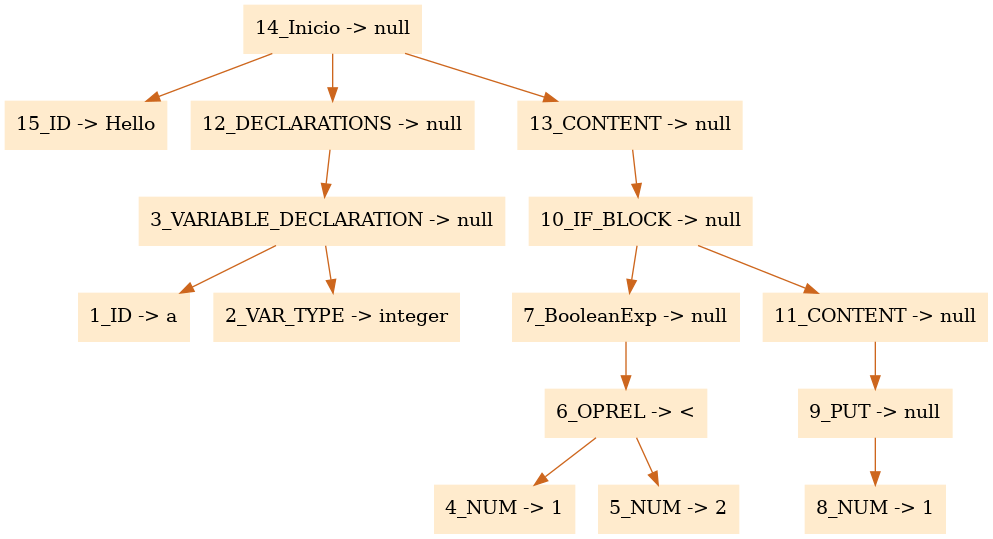 14_Inicio -> null
15_ID -> Hello
12_DECLARATIONS -> null
13_CONTENT -> null
3_VARIABLE_DECLARATION -> null
10_IF_BLOCK -> null
1_ID -> a
2_VAR_TYPE -> integer
7_BooleanExp -> null
11_CONTENT -> null
6_OPREL -> <
9_PUT -> null
4_NUM -> 1
5_NUM -> 2
8_NUM -> 1